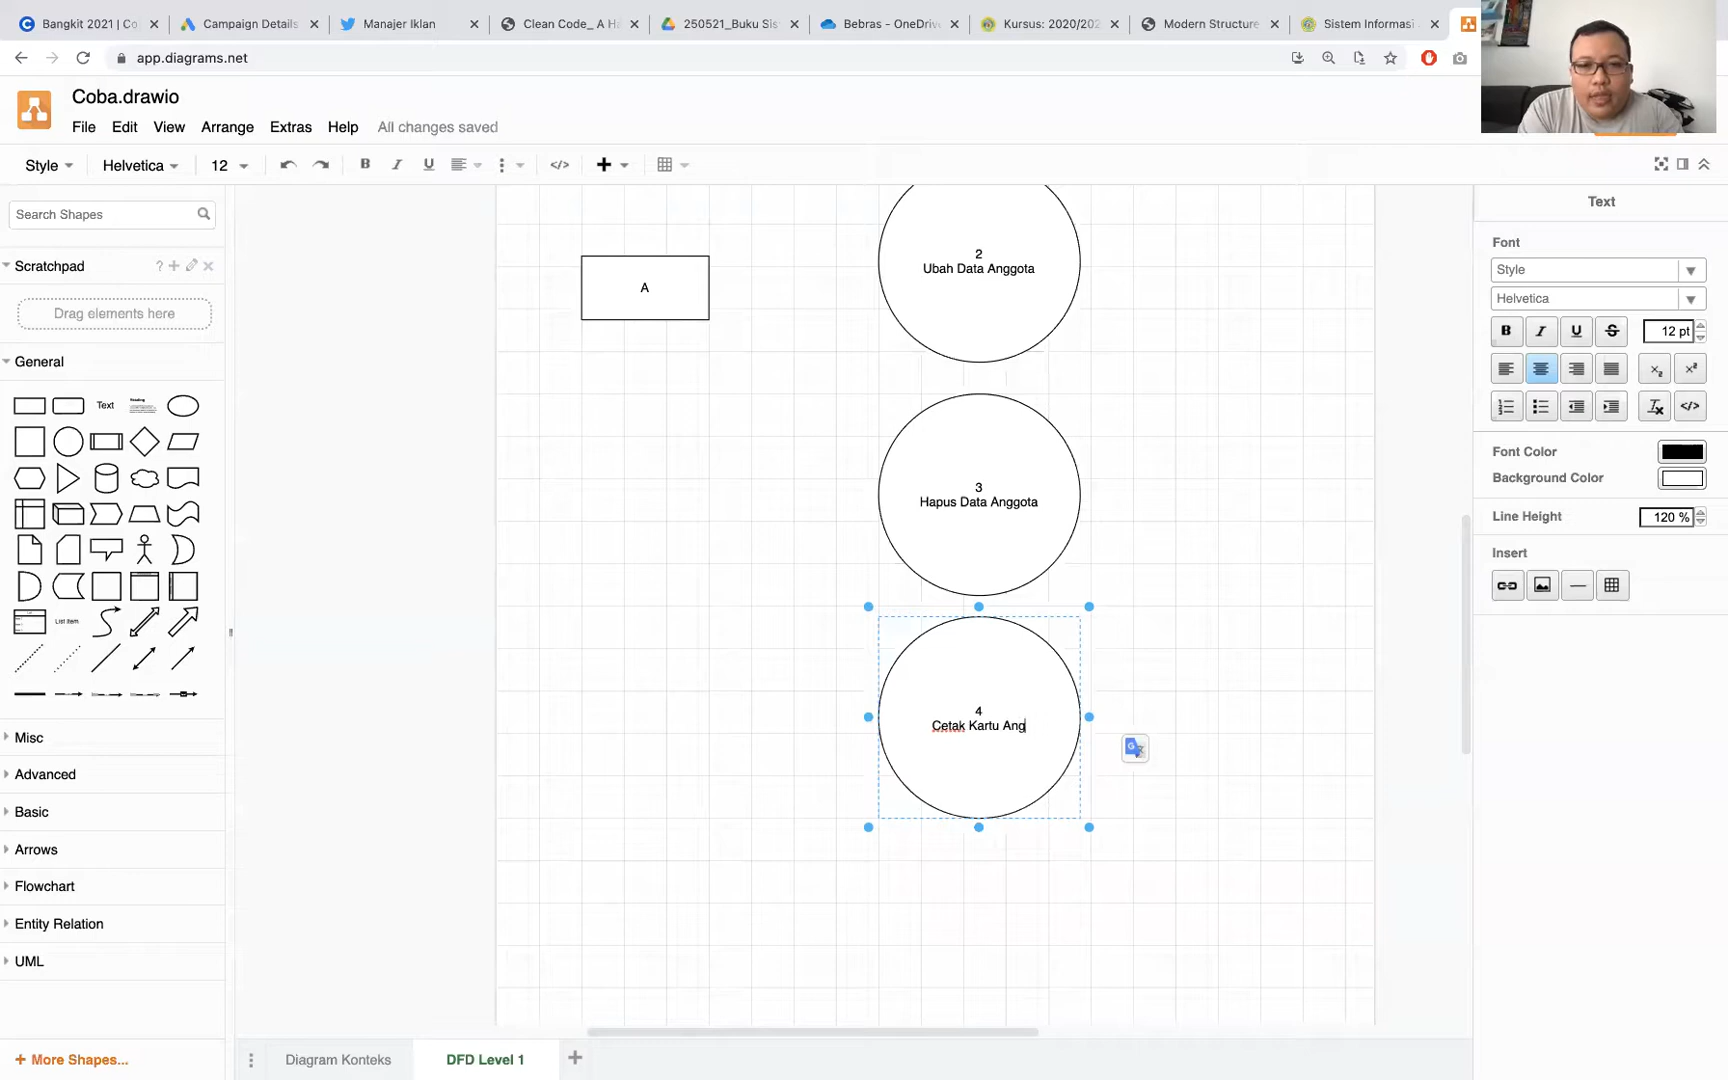 Bangkit 2021 | Co
Campaign Details
Manajer Iklan
Clean Code_ A Ha
250521_Buku Sis
Bebras - OneDriv
Kursus: 2020/202
Modern Structure
Sistem Informasi
app.diagrams.net
Coba.drawio
File Edit View Arrange Extras Help All changes saved
Style Helvetica 12 B I U </>
Search Shapes
Scratchpad ?
Drag elements here
General
Text
Heading
List Item
Misc
Advanced
Basic
Arrows
Flowchart
Entity Relation
UML
+ More Shapes...
A
2
Ubah Data Anggota
3
Hapus Data Anggota
4
Cetak Kartu Ang
Diagram Konteks
DFD Level 1
Text
Font
Style
Helvetica
B I U S 12 pt
Font Color
Background Color
Line Height 120 %
Insert